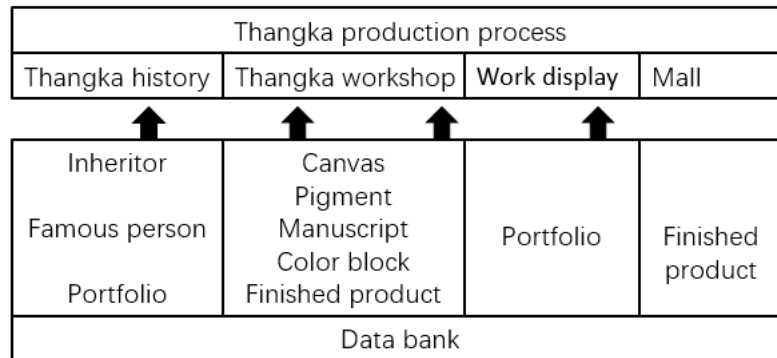 Thangka production process
Thangka history
Thangka workshop
Work display
Mall
Inheritor
Famous person
Portfolio
Canvas
Pigment
Manuscript
Color block
Finished product
Portfolio
Finished
product
Data bank